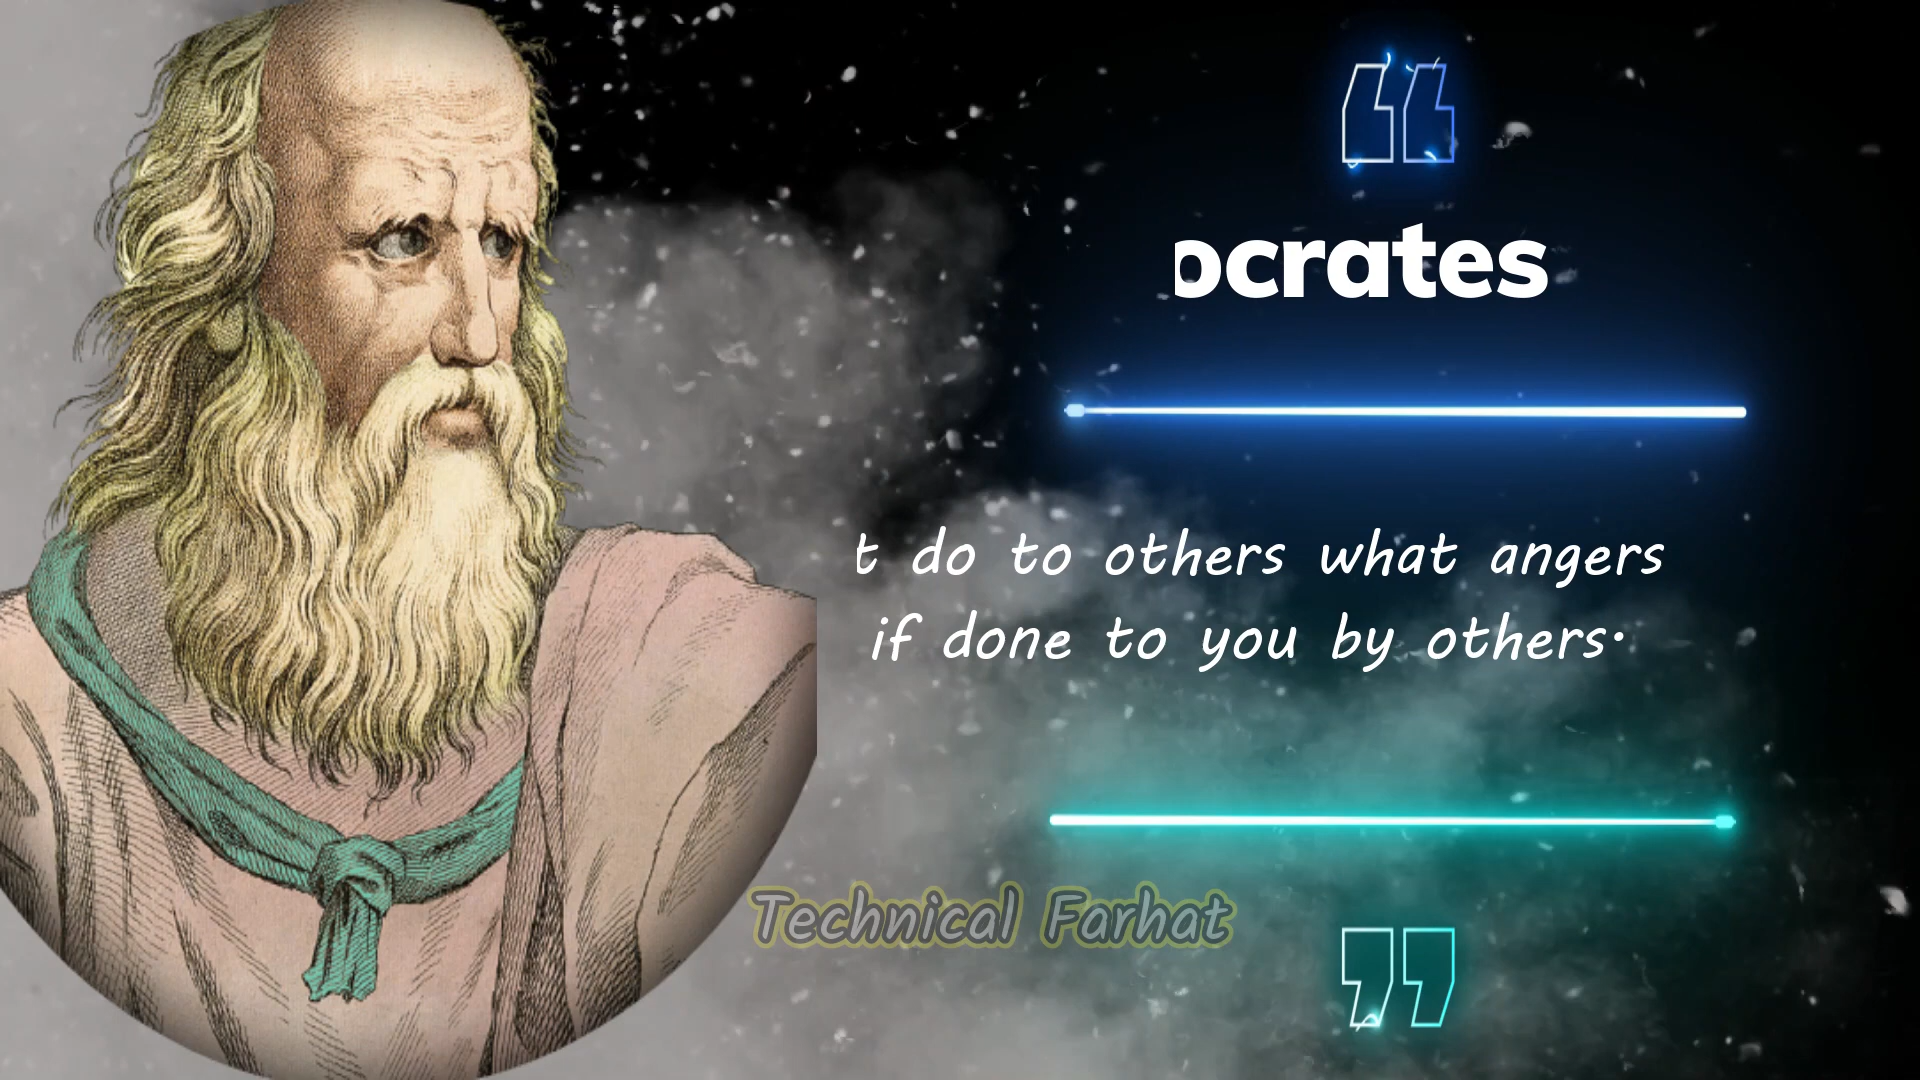 ocrates
t do to others what angers
if done to you by others.
Technical Farhat